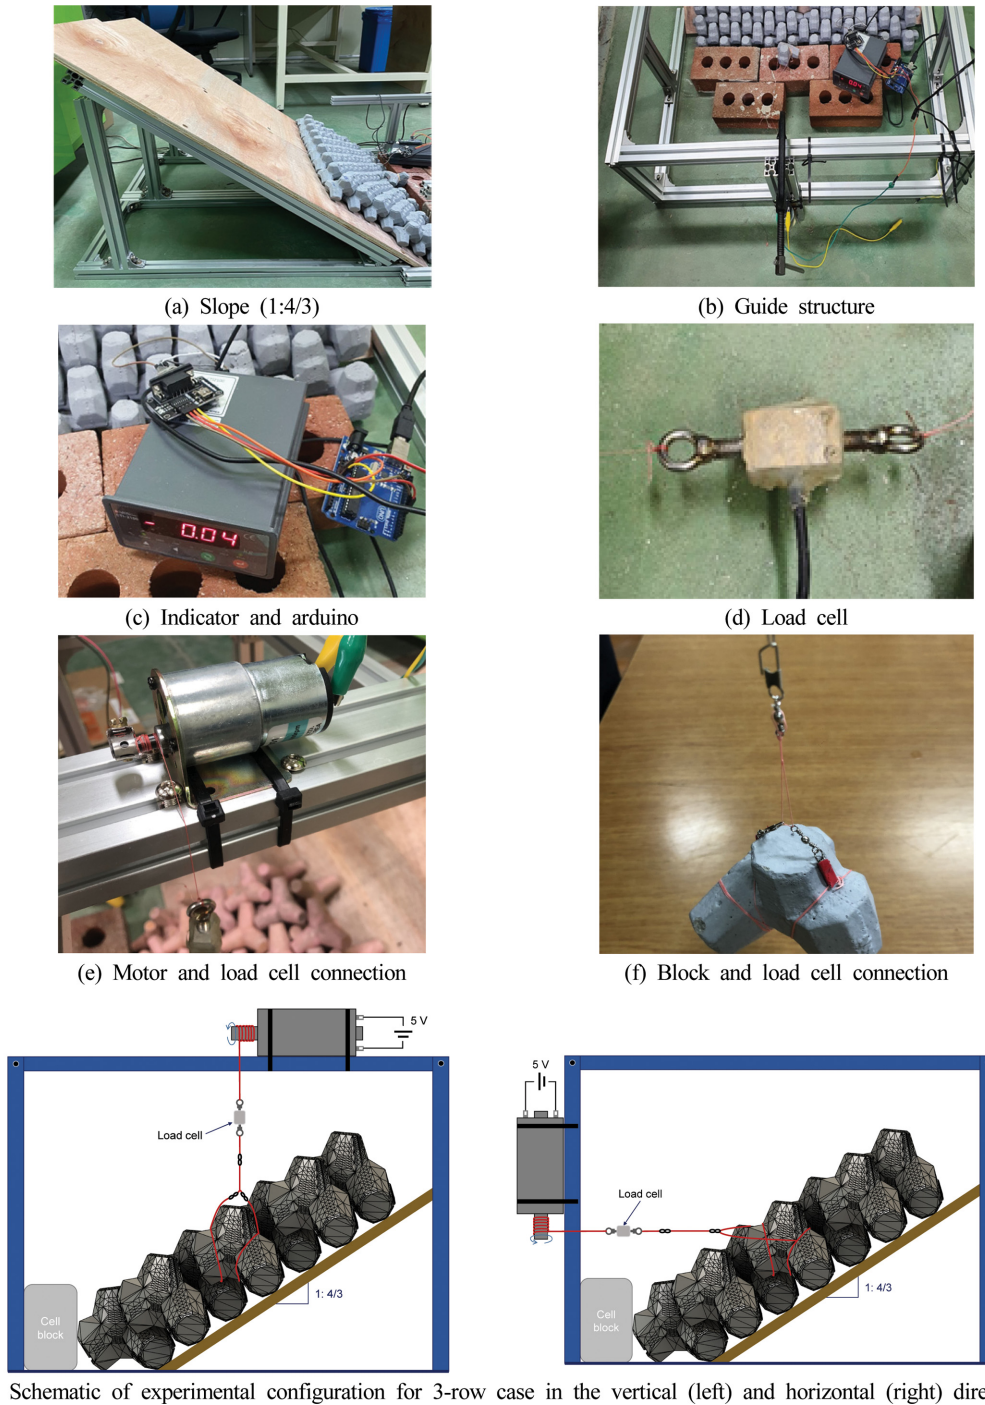 (a) Slope (1:4/3)
(b) Guide structure
0.04
- 0.04
(c) Indicator and arduino
(d) Load cell
(e) Motor and load cell connection
(f) Block and load cell connection
5 V
Load cell
1: 4/3
Cell
block
5 V
Load cell
1: 4/3
Cell
block
Schematic of experimental configuration for 3-row case in the vertical (left) and horizontal (right) dire